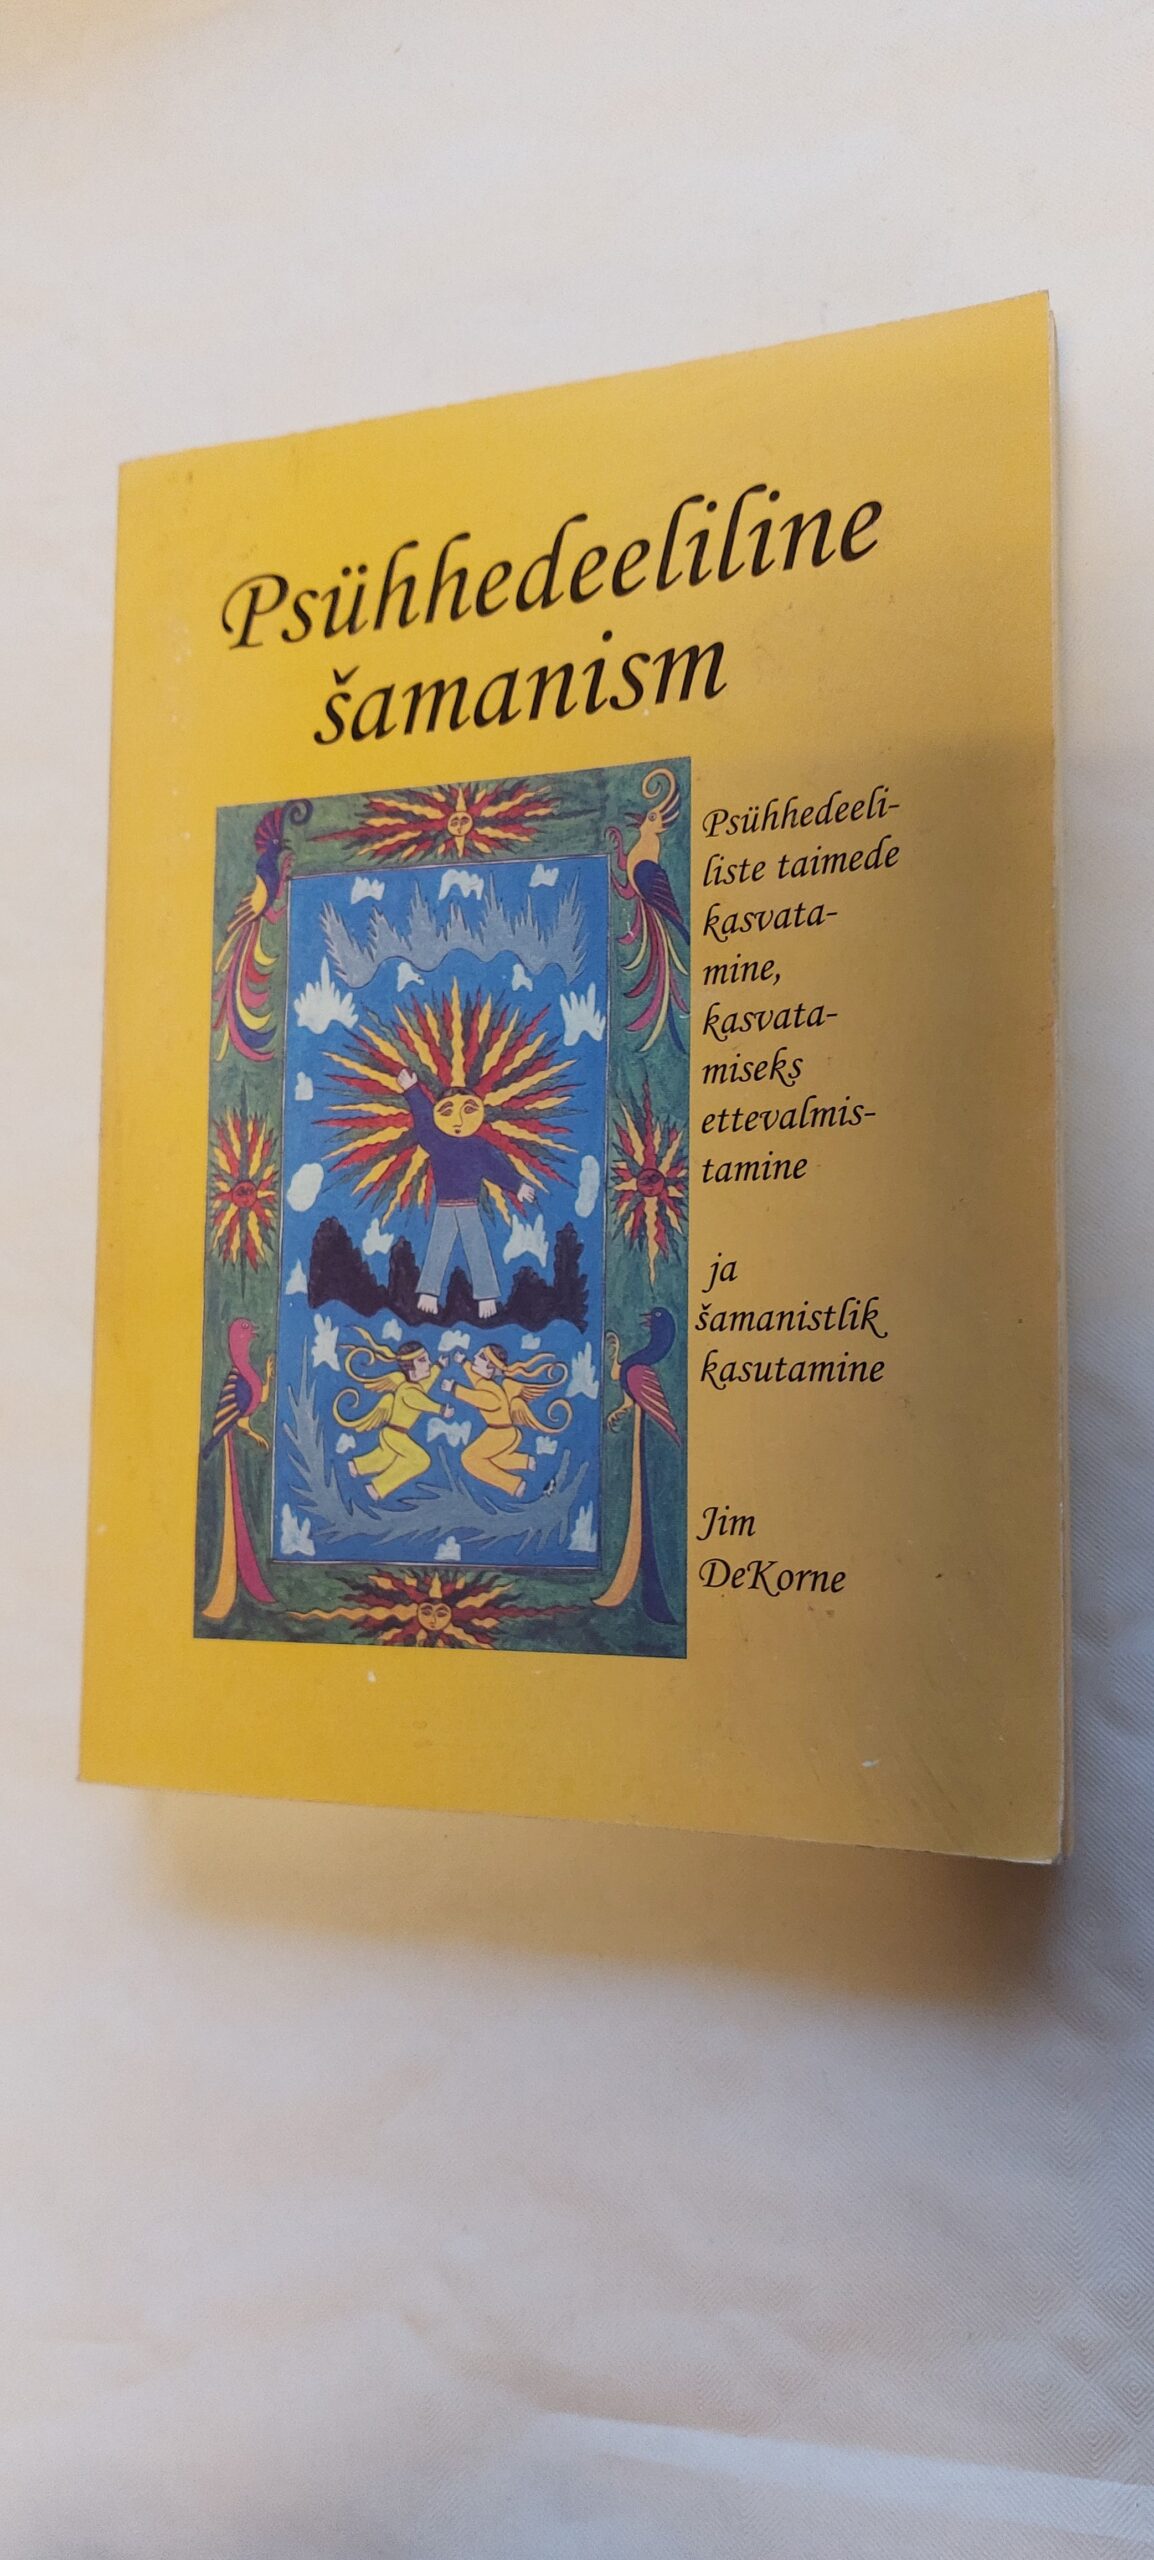 Psühhedeeliline
šamanism
Psühhedeeli-
liste taimede
kasvata-
mine,
kasvata-
miseks
ettevalmis-
tamine
ja
šamanistlik
kasutamine
Jim
DeKorne